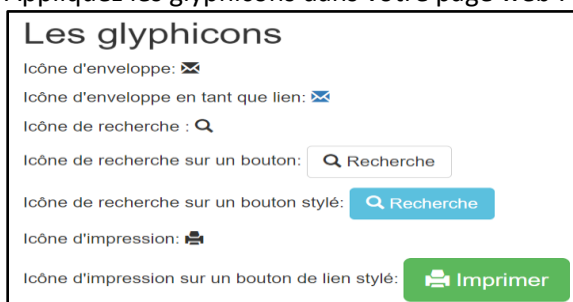 Appliquez les glyphicons dans votre page web :
Les glyphicons
Icône d'enveloppe:
Icône d'enveloppe en tant que lien:
Icône de recherche :
Icône de recherche sur un bouton: Recherche
Icône de recherche sur un bouton stylé: Recherche
Icône d'impression:
Icône d'impression sur un bouton de lien stylé: Imprimer